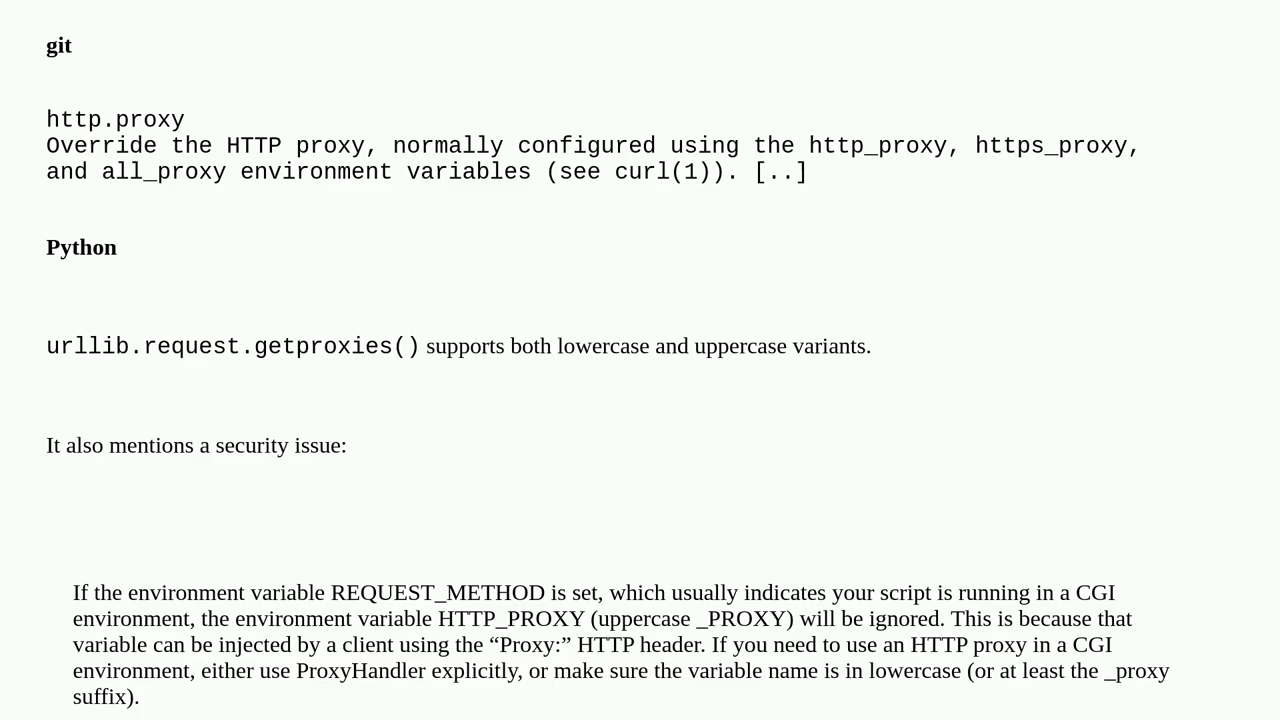 git
http.proxy
Override the HTTP proxy, normally configured using the http_proxy, https_proxy,
and all_proxy environment variables (see curl(1)). [..]
Python
urllib.request.getproxies() supports both lowercase and uppercase variants.
It also mentions a security issue:
If the environment variable REQUEST_METHOD is set, which usually indicates your script is running in a CGI
environment, the environment variable HTTP_PROXY (uppercase _PROXY) will be ignored. This is because that
variable can be injected by a client using the “Proxy:” HTTP header. If you need to use an HTTP proxy in a CGI
environment, either use ProxyHandler explicitly, or make sure the variable name is in lowercase (or at least the _proxy
suffix).